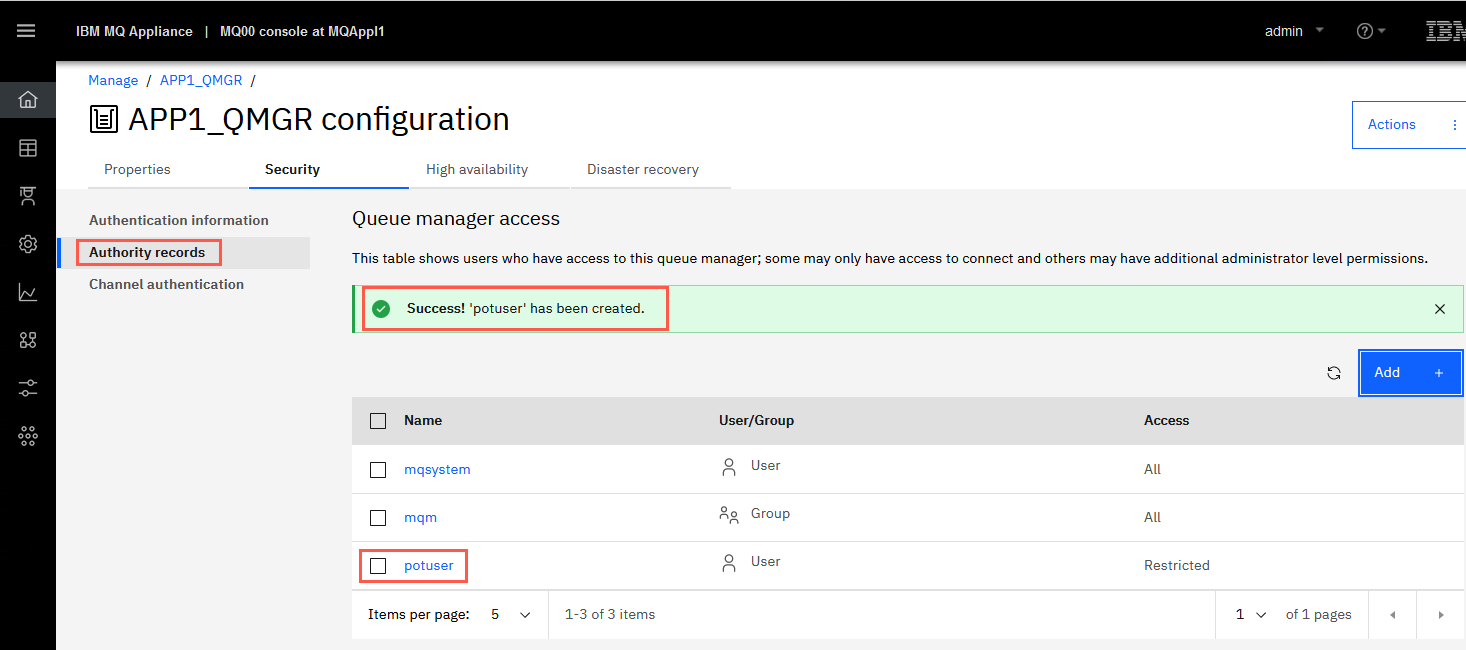 IBM MQ Appliance | MQ00 console at MQAppl1
admin
IBM
Manage / APP1_QMGR /
APP1_QMGR configuration
Actions
Properties Security High availability Disaster recovery
Authentication information
Authority records
Channel authentication
Queue manager access
This table shows users who have access to this queue manager; some may only have access to connect and others may have additional administrator level permissions.
Success! 'potuser' has been created.
Add +
Name User/Group Access
mqsystem User All
mqm Group All
potuser User Restricted
Items per page: 5 1-3 of 3 items 1 of 1 pages